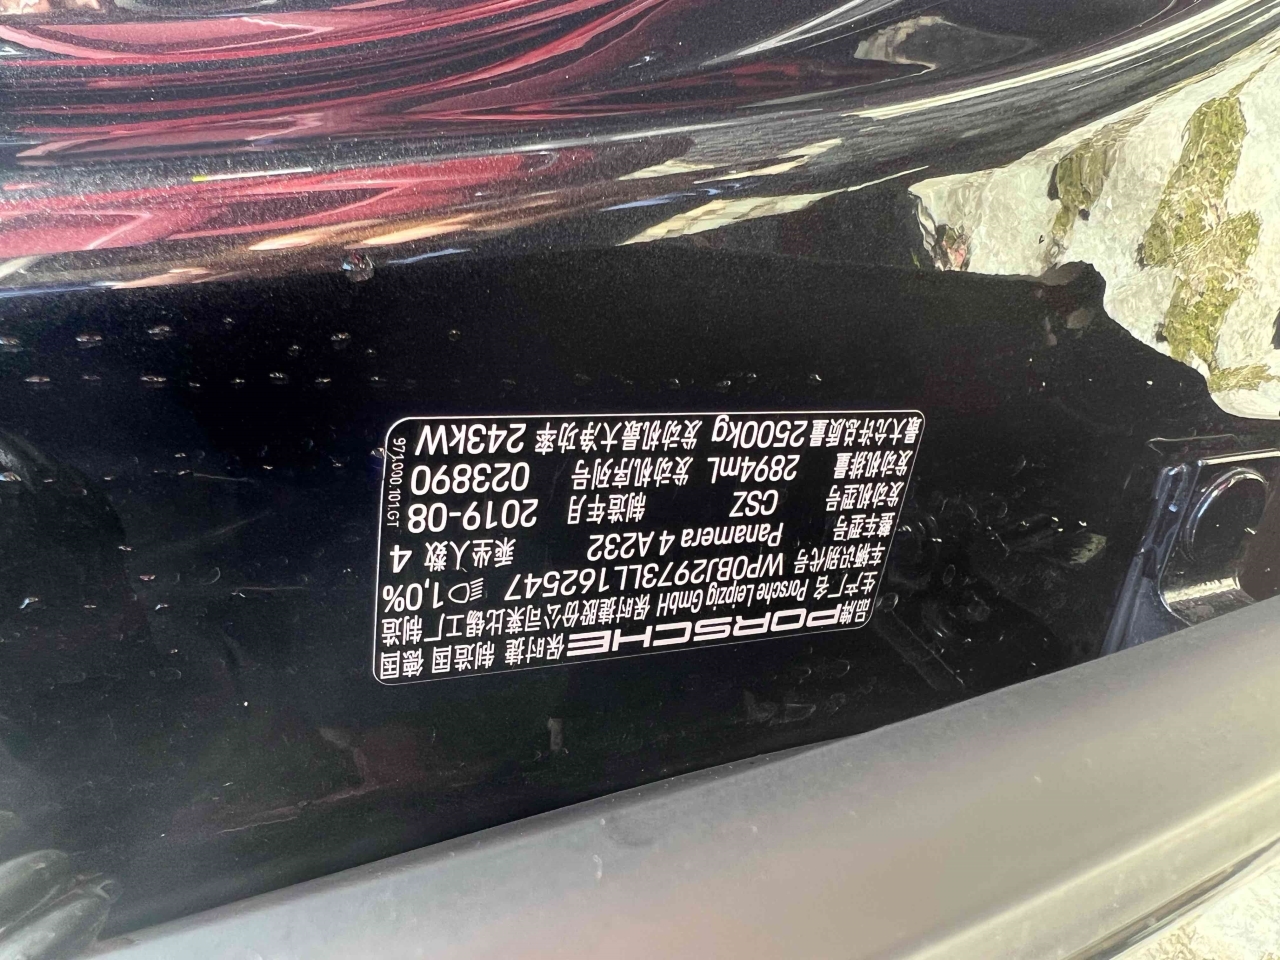 品牌 PORSCHE 保时捷 制造国 德国
生产厂名 Porsche Leipzig GmbH 保时捷股份公司莱比锡工厂制造
车辆识别代号 WP0BJ2973LL162547 1,0%
整车型号 Panamera 4 A232 乘坐人数 4
发动机型号 CSZ 制造年月 2019-08
发动机排量 2894mL 发动机序列号 023890
最大允许总质量 2500kg 发动机最大净功率 243kW
971.000.101.GT